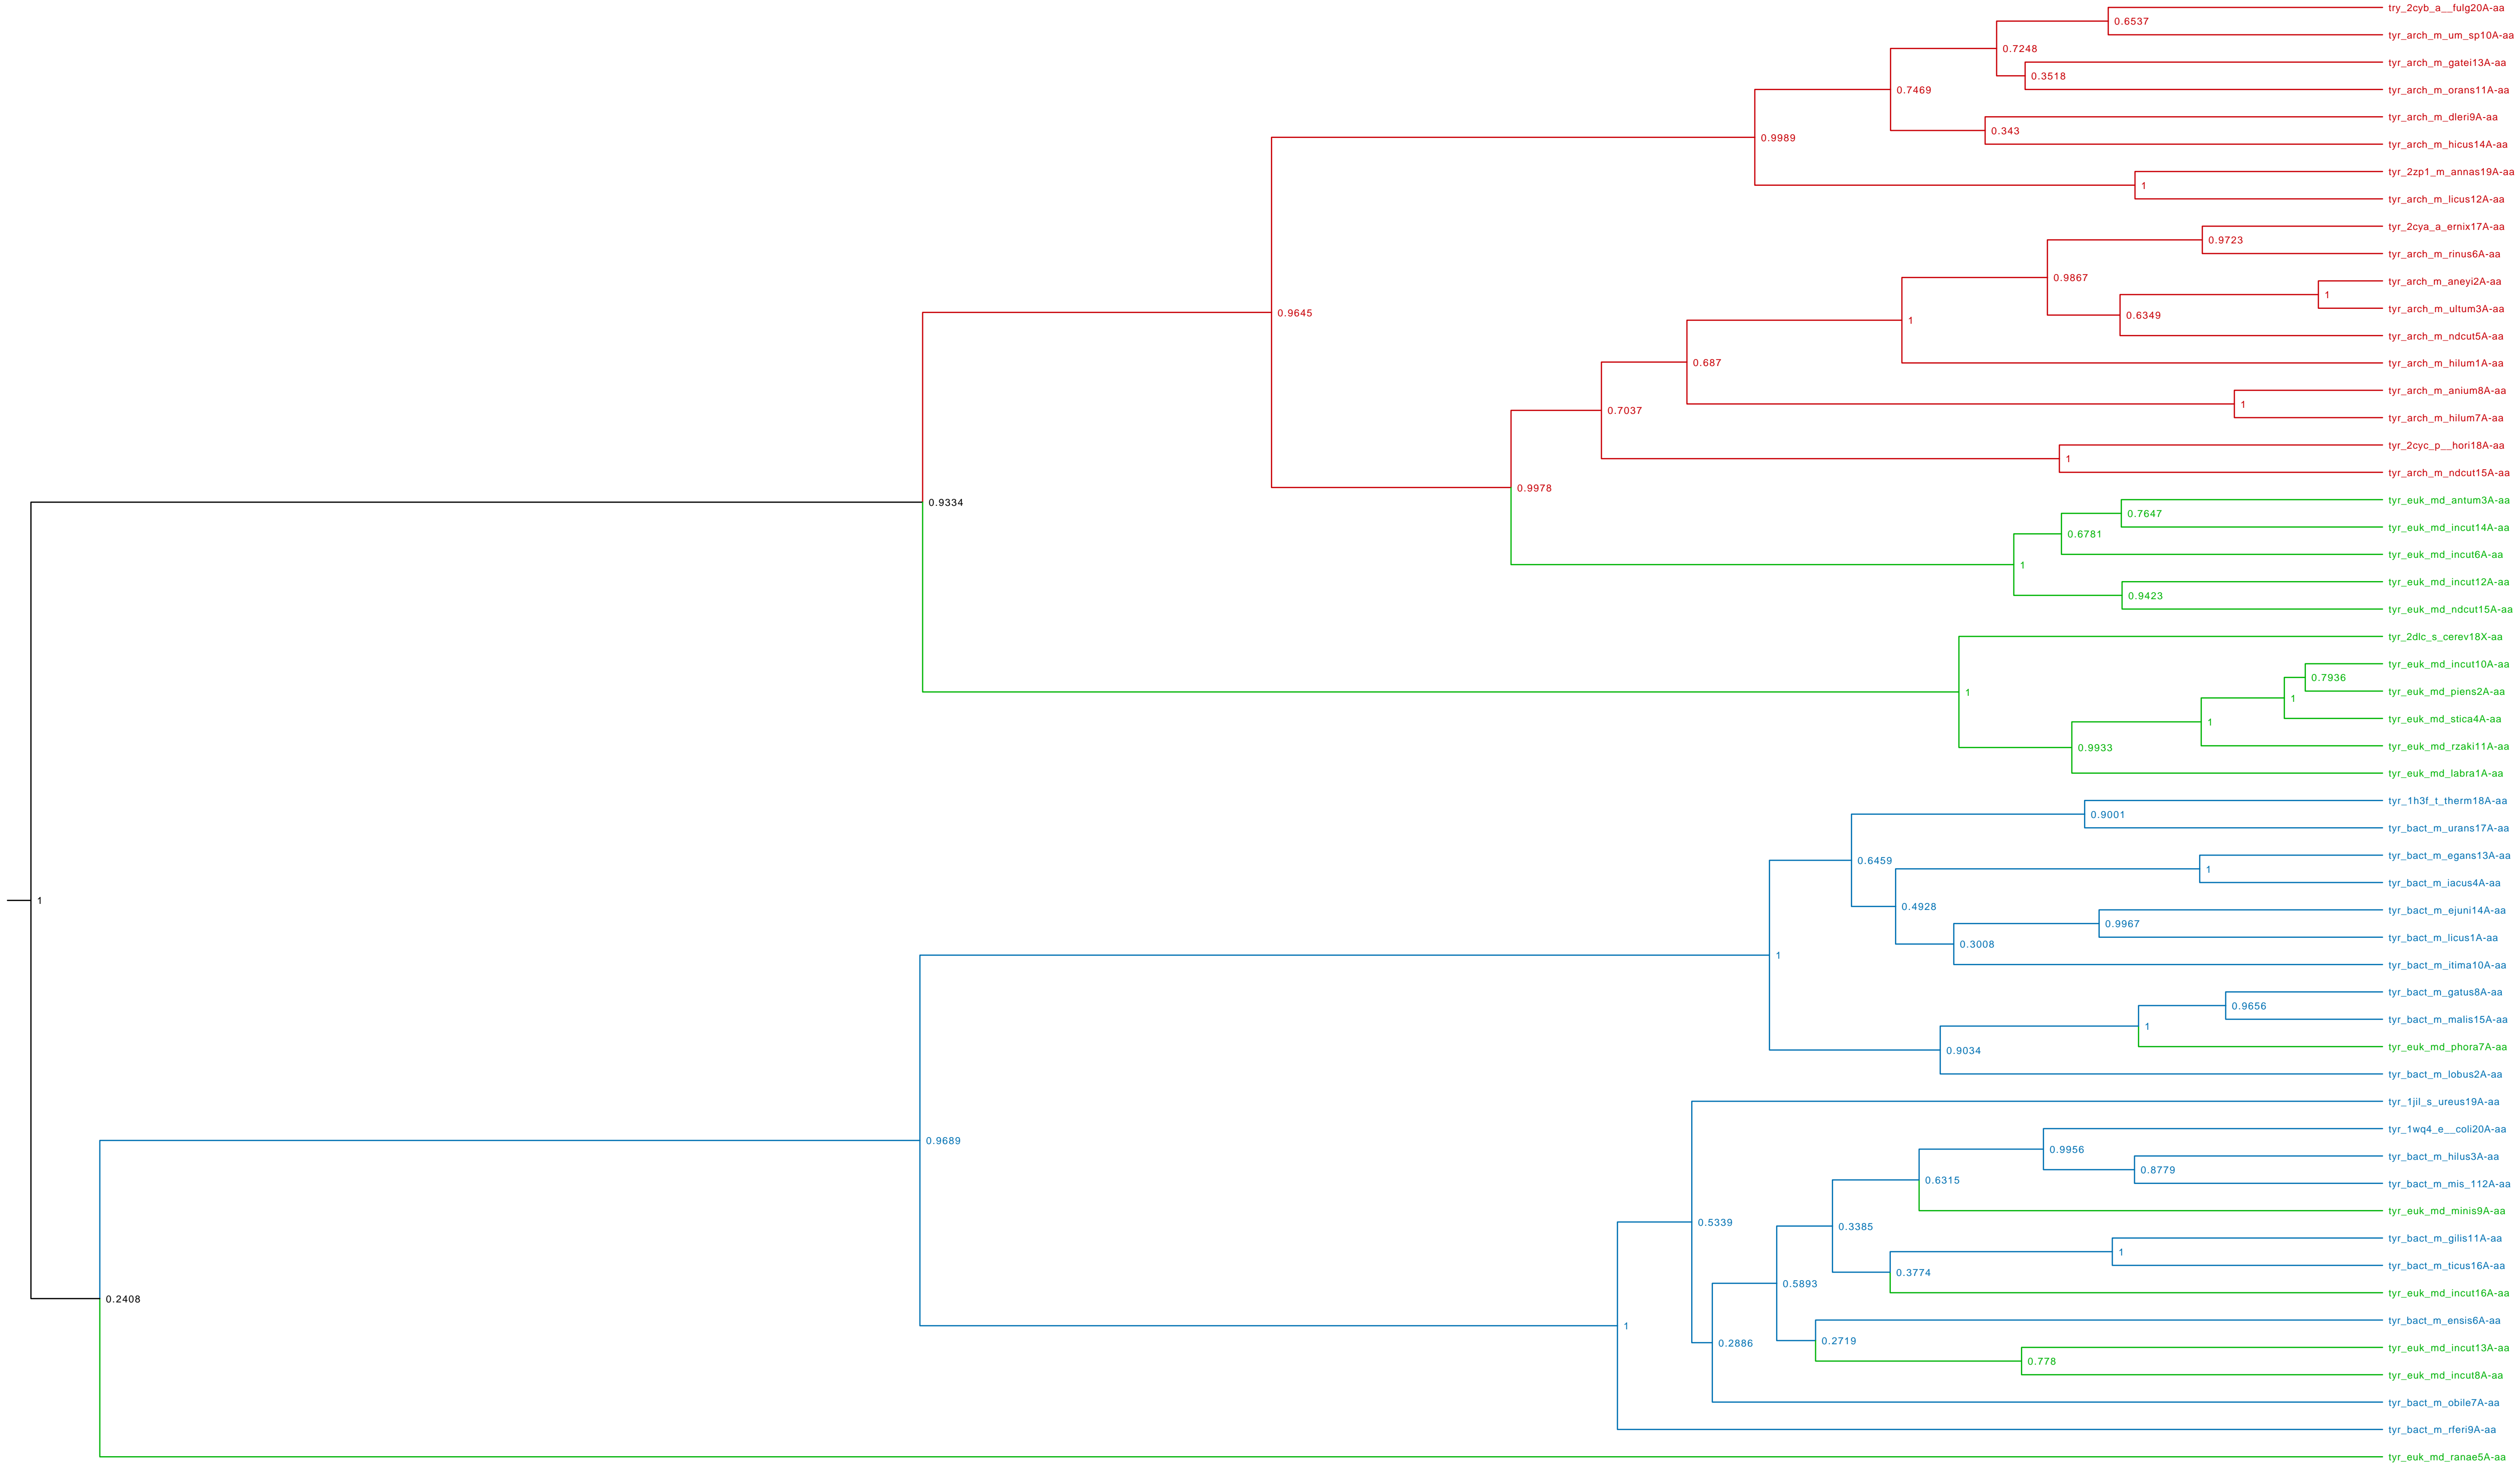 try_2cyb_a__fulg20A-aa
0.6537
tyr_arch_m_um_sp10A-aa
0.7248
tyr_arch_m_gatei13A-aa
0.3518
tyr_arch_m_orans11A-aa
0.7469
tyr_arch_m_dleri9A-aa
0.343
tyr_arch_m_hicus14A-aa
0.9989
tyr_2zp1_m_annas19A-aa
1
tyr_arch_m_licus12A-aa
tyr_2cya_a_ernix17A-aa
0.9723
tyr_arch_m_rinus6A-aa
0.9867
tyr_arch_m_aneyi2A-aa
1
tyr_arch_m_ultum3A-aa
0.9645
0.6349
1
tyr_arch_m_ndcut5A-aa
0.687
tyr_arch_m_hilum1A-aa
tyr_arch_m_anium8A-aa
1
0.7037
tyr_arch_m_hilum7A-aa
tyr_2cyc_p__hori18A-aa
1
tyr_arch_m_ndcut15A-aa
0.9978
0.9334
tyr_euk_md_antum3A-aa
0.7647
tyr_euk_md_incut14A-aa
0.6781
tyr_euk_md_incut6A-aa
1
tyr_euk_md_incut12A-aa
0.9423
tyr_euk_md_ndcut15A-aa
tyr_2dlc_s_cerev18X-aa
tyr_euk_md_incut10A-aa
0.7936
1
tyr_euk_md_piens2A-aa
1
tyr_euk_md_stica4A-aa
1
tyr_euk_md_rzaki11A-aa
0.9933
tyr_euk_md_labra1A-aa
tyr_1h3f_t_therm18A-aa
0.9001
tyr_bact_m_urans17A-aa
0.6459
tyr_bact_m_egans13A-aa
1
tyr_bact_m_iacus4A-aa
1
0.4928
tyr_bact_m_ejuni14A-aa
0.9967
tyr_bact_m_licus1A-aa
0.3008
1
tyr_bact_m_itima10A-aa
tyr_bact_m_gatus8A-aa
0.9656
tyr_bact_m_malis15A-aa
1
tyr_euk_md_phora7A-aa
0.9034
tyr_bact_m_lobus2A-aa
tyr_1jil_s_ureus19A-aa
tyr_1wq4_e__coli20A-aa
0.9689
0.9956
tyr_bact_m_hilus3A-aa
0.8779
0.6315
tyr_bact_m_mis_112A-aa
tyr_euk_md_minis9A-aa
0.5339
0.3385
tyr_bact_m_gilis11A-aa
1
tyr_bact_m_ticus16A-aa
0.3774
0.5893
tyr_euk_md_incut16A-aa
0.2408
tyr_bact_m_ensis6A-aa
1
0.2719
0.2886
tyr_euk_md_incut13A-aa
0.778
tyr_euk_md_incut8A-aa
tyr_bact_m_obile7A-aa
tyr_bact_m_rferi9A-aa
tyr_euk_md_ranae5A-aa